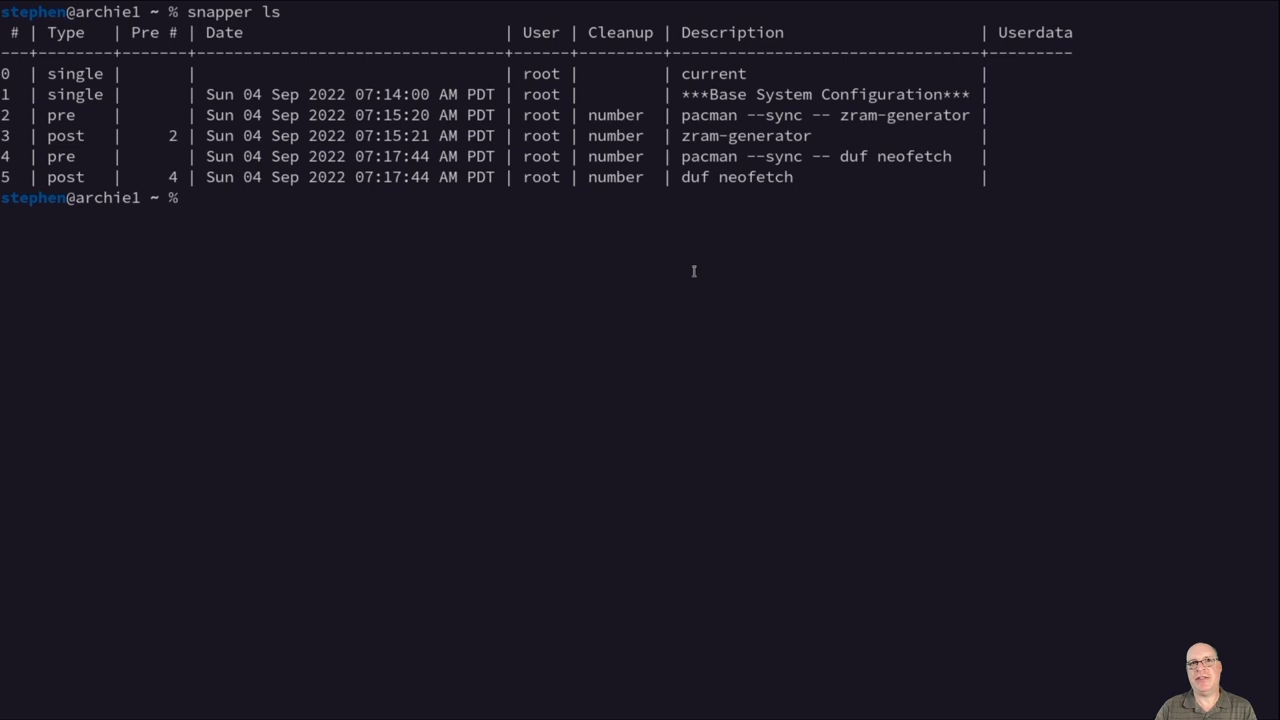 stephen@archie1 ~ % snapper ls
 # | Type   | Pre # | Date                            | User | Cleanup | Description                     | Userdata
---+--------+-------+---------------------------------+------+---------+---------------------------------+---------
0  | single |       |                                 | root |         | current                         |
1  | single |       | Sun 04 Sep 2022 07:14:00 AM PDT | root |         | ***Base System Configuration*** |
2  | pre    |       | Sun 04 Sep 2022 07:15:20 AM PDT | root | number  | pacman --sync -- zram-generator |
3  | post   |     2 | Sun 04 Sep 2022 07:15:21 AM PDT | root | number  | zram-generator                  |
4  | pre    |       | Sun 04 Sep 2022 07:17:44 AM PDT | root | number  | pacman --sync -- duf neofetch   |
5  | post   |     4 | Sun 04 Sep 2022 07:17:44 AM PDT | root | number  | duf neofetch                    |
stephen@archie1 ~ %